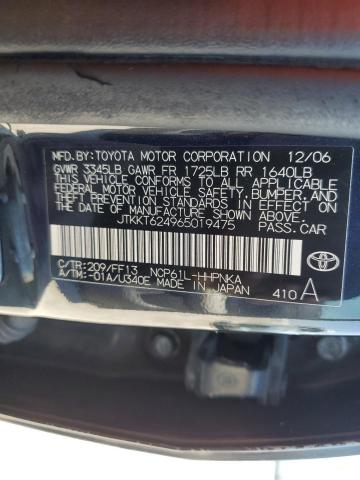 MFD.BY:TOYOTA MOTOR CORPORATION 12/06
GVWR 3345LB GAWR FR 1725LB RR 1640LB
THIS VEHICLE CONFORMS TO ALL APPLICABLE
FEDERAL MOTOR VEHICLE SAFETY, BUMPER, AND
THEFT PREVENTION STANDARDS IN EFFECT ON
THE DATE OF MANUFACTURE SHOWN ABOVE.
JTKKT624965019475 PASS.CAR
C/TR:209/FF13 NCP61L-HHPNKA
A/TM:-01A/U340E MADE IN JAPAN
410 A